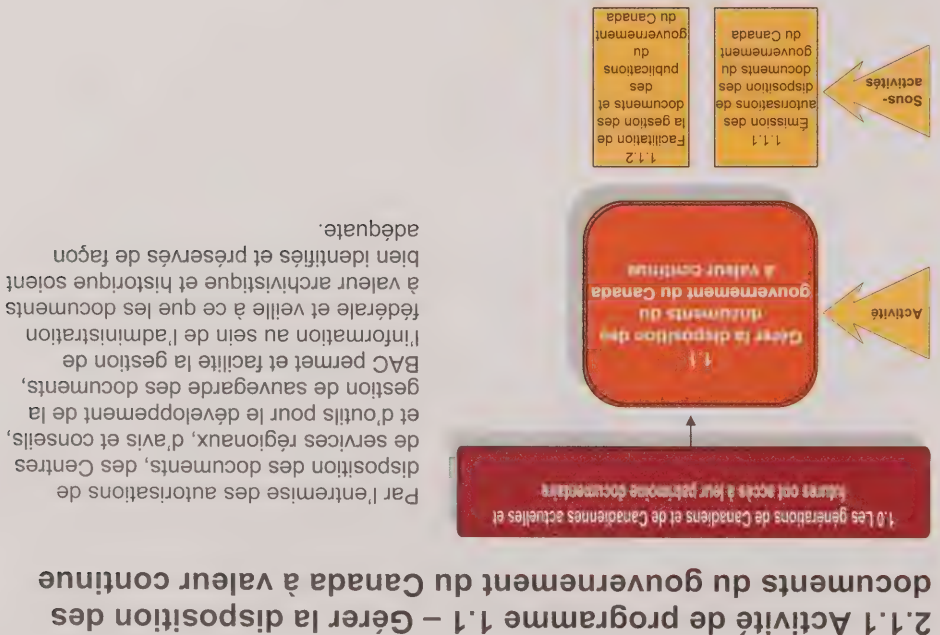 2.1.1 Activité de programme 1.1 – Gérer la disposition des
documents du gouvernement du Canada à valeur continue
1.0 Les générations de Canadiens et de Canadiennes actuelles et
futures ont accès à leur patrimoine documentaire
Activité
1.1
Gérer la disposition des
documents du
gouvernement du Canada
à valeur continue
Sous-
activités
1.1.1
Émission des
autorisations de
disposition des
documents du
gouvernement
du Canada
1.1.2
Facilitation de
la gestion des
documents et
des
publications
du
gouvernement
du Canada
Par l'entremise des autorisations de
disposition des documents, des Centres
de services régionaux, d'avis et conseils,
et d'outils pour le développement de la
gestion de sauvegarde des documents,
BAC permet et facilite la gestion de
l'information au sein de l'administration
fédérale et veille à ce que les documents
à valeur archivistique et historique soient
bien identifiés et préservés de façon
adéquate.